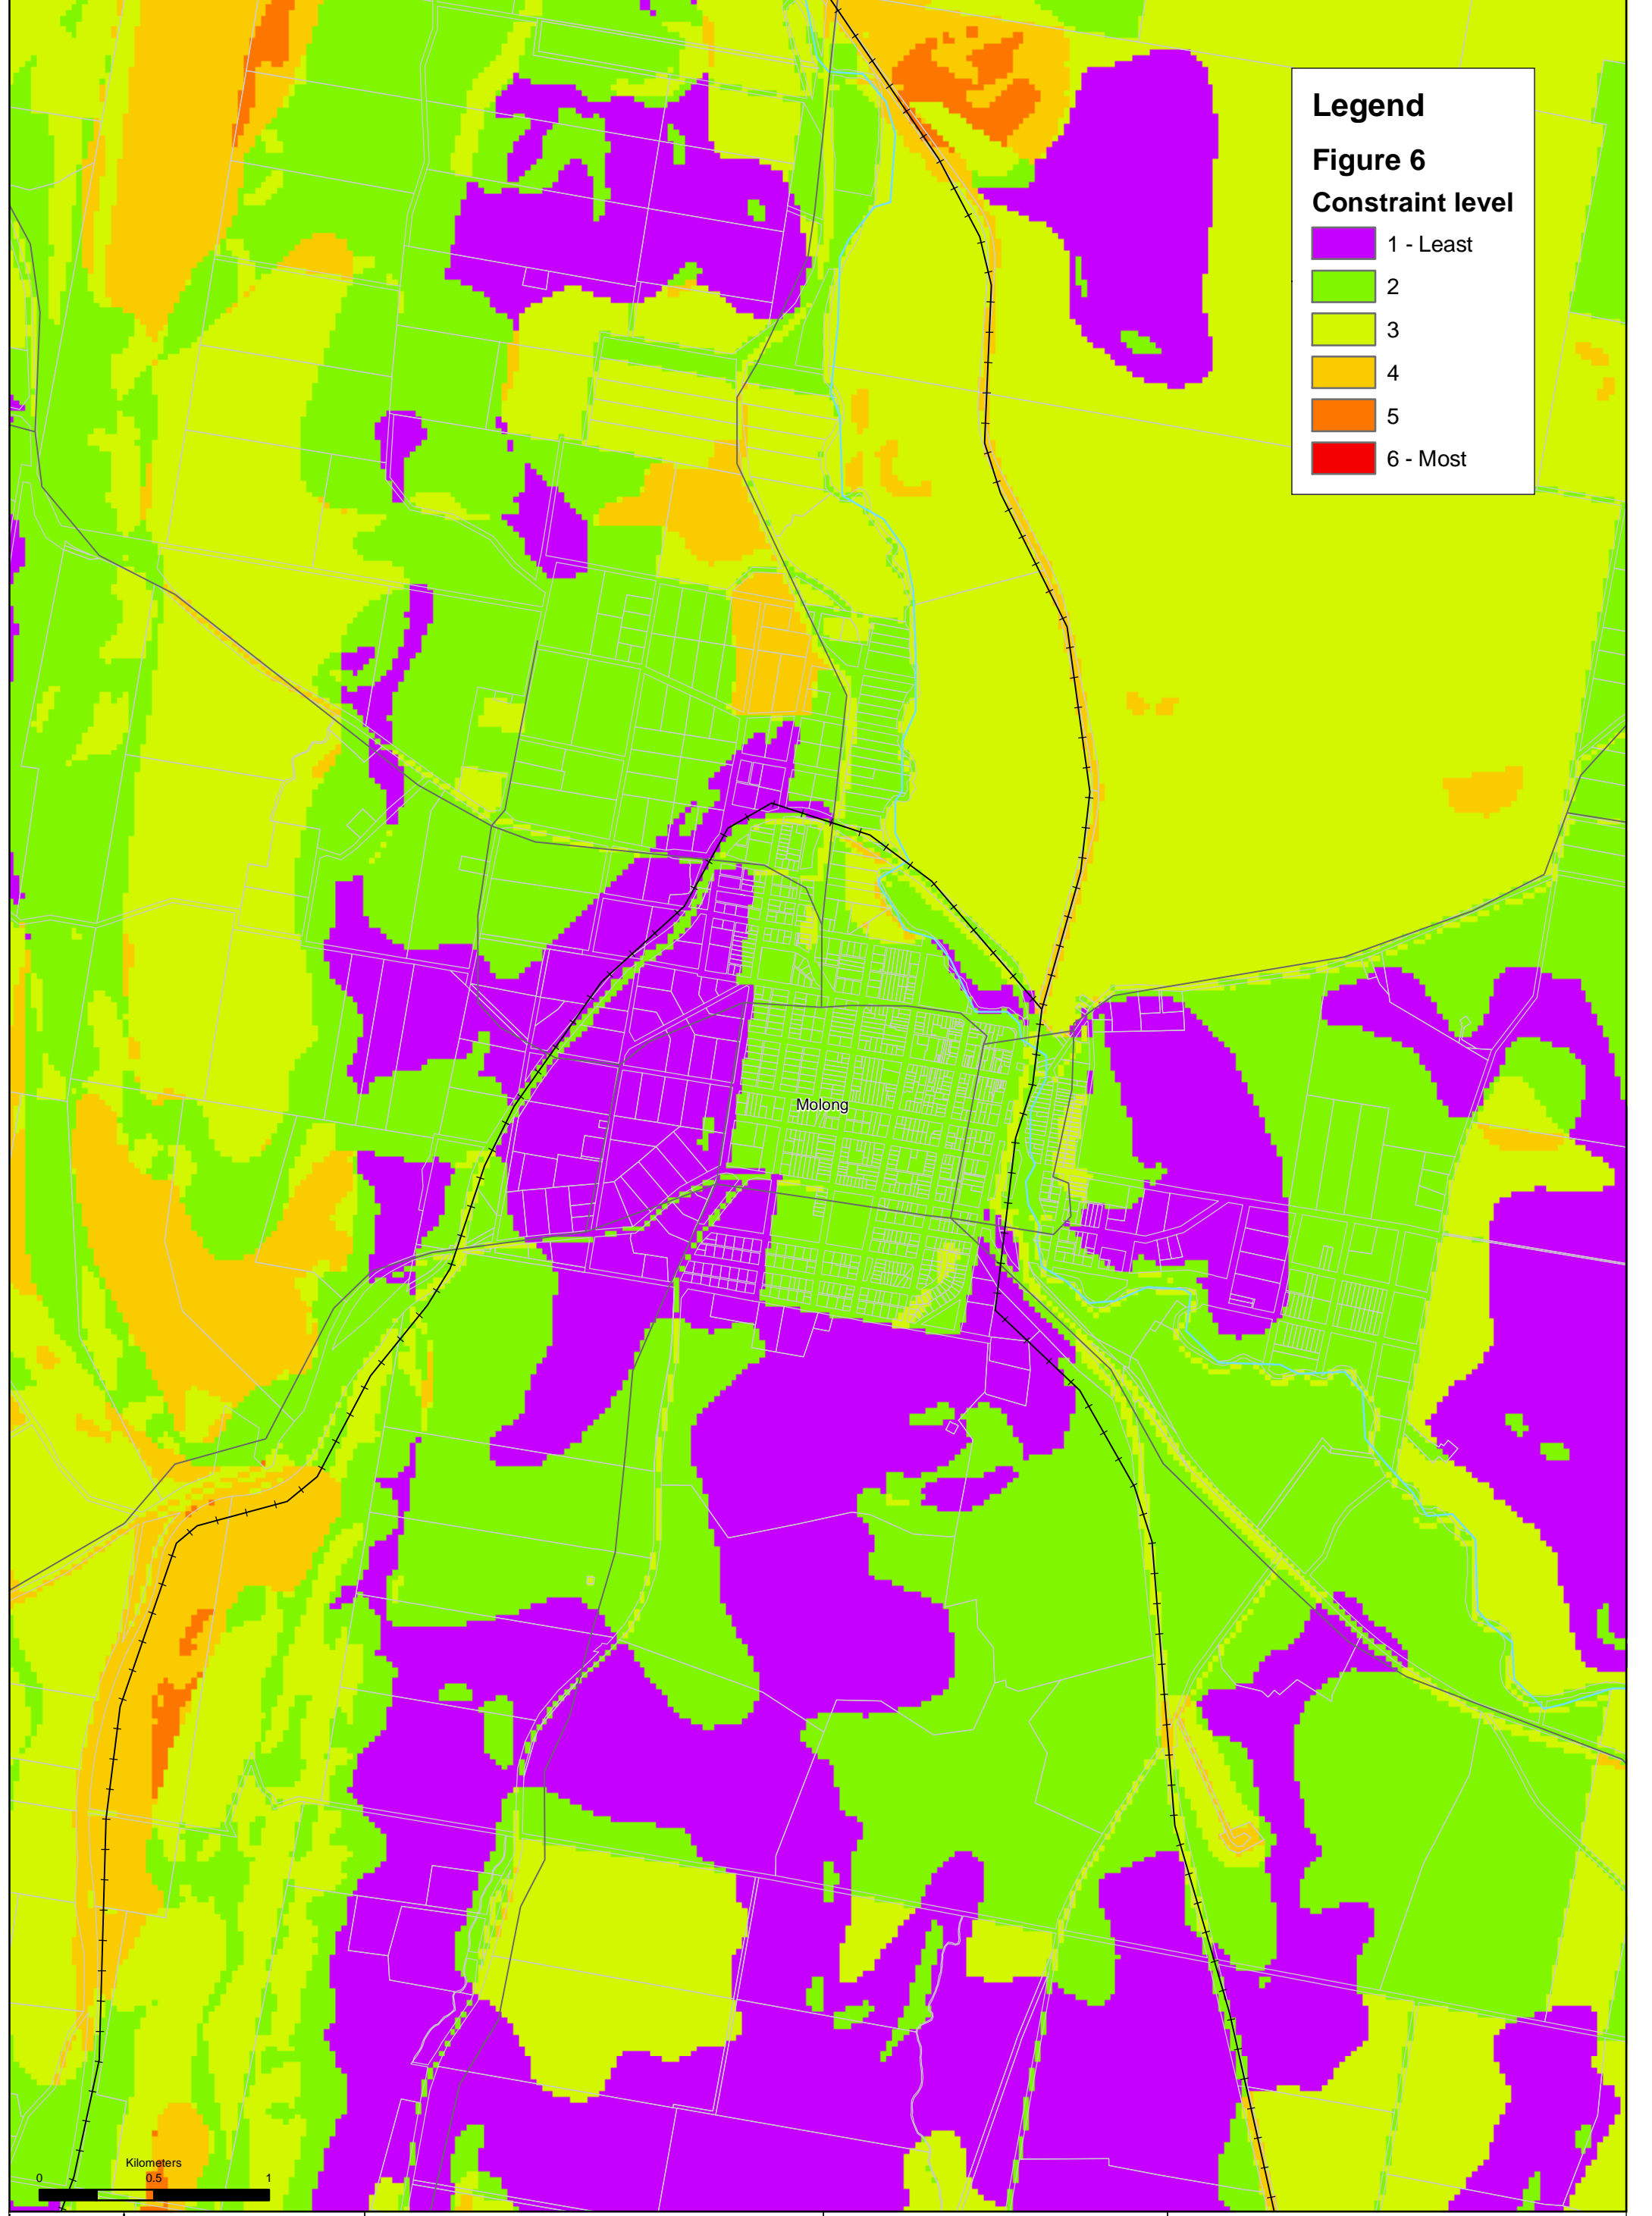 Legend
Figure 6
Constraint level
1 - Least
2
3
4
5
6 - Most
Molong
Kilometers
0 0.5 1